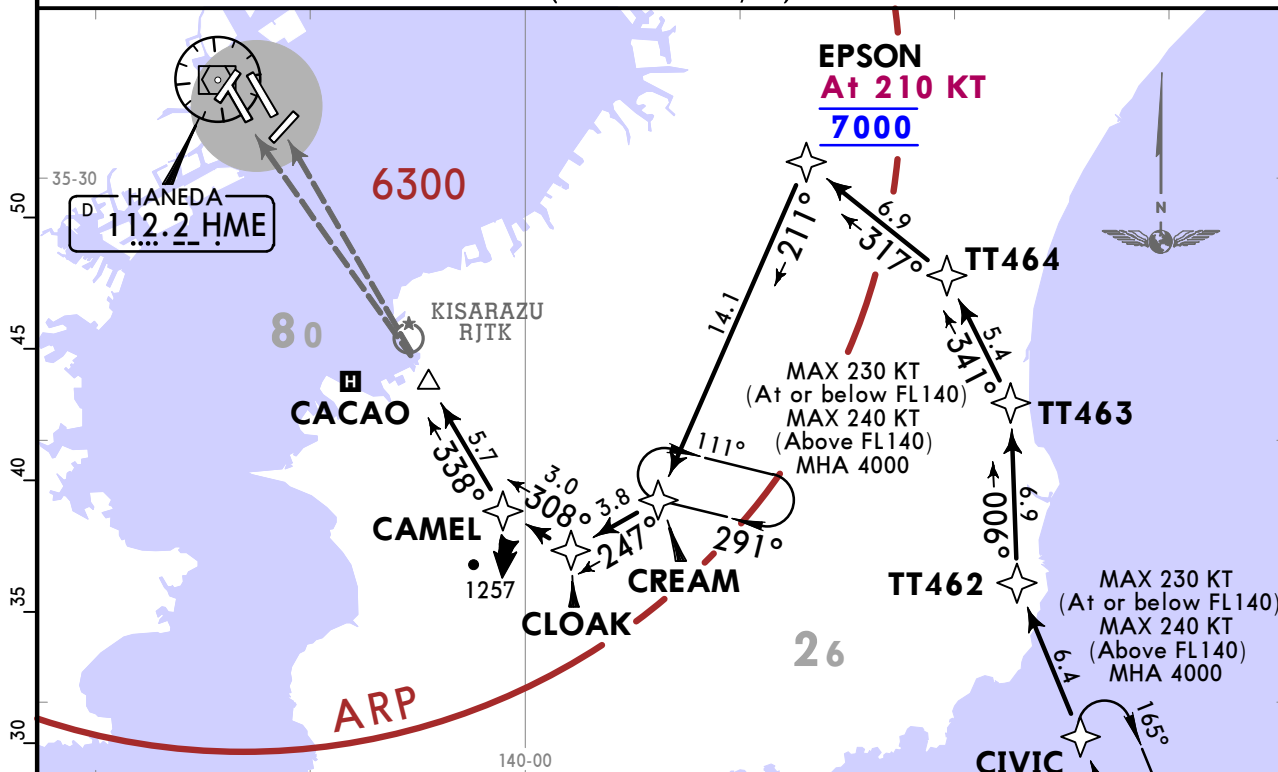 EPSON
At 210 KT
7000
35-30
HANEDA
D 112.2 HME
6300
50
45
40
35
30
KISARAZU
RJTK
80
CACAO
5.7
338°
CAMEL
1257
3.0
308°
CLOAK
3.8
247°
CREAM
14.1
211°
111°
291°
6.9
317°
TT464
5.4
341°
TT463
N
MAX 230 KT
(At or below FL140)
MAX 240 KT
(Above FL140)
MHA 4000
6.9
006°
TT462
26
MAX 230 KT
(At or below FL140)
MAX 240 KT
(Above FL140)
MHA 4000
6.4
165°
CIVIC
ARP
140-00